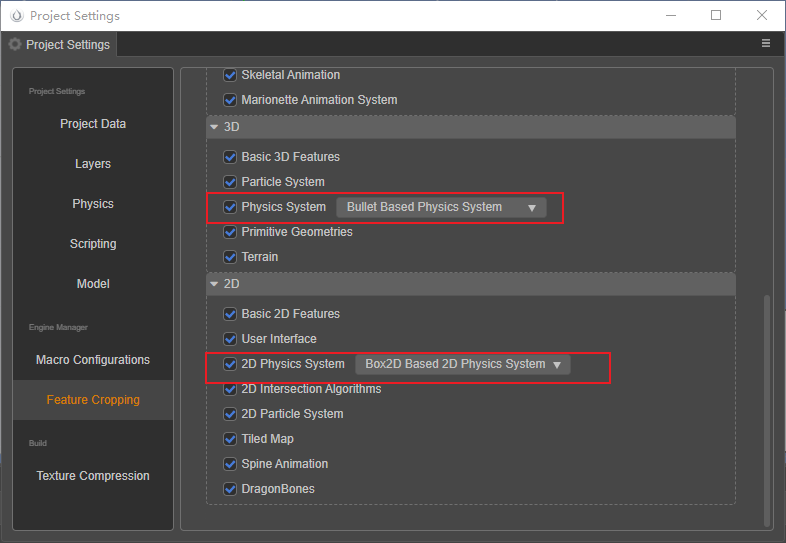 Project Settings
Project Settings
Project Settings
Project Data
Layers
Physics
Scripting
Model
Engine Manager
Macro Configurations
Feature Cropping
Build
Texture Compression
Skeletal Animation
Marionette Animation System
3D
Basic 3D Features
Particle System
Physics System Bullet Based Physics System
Primitive Geometries
Terrain
2D
Basic 2D Features
User Interface
2D Physics System Box2D Based 2D Physics System
2D Intersection Algorithms
2D Particle System
Tiled Map
Spine Animation
DragonBones